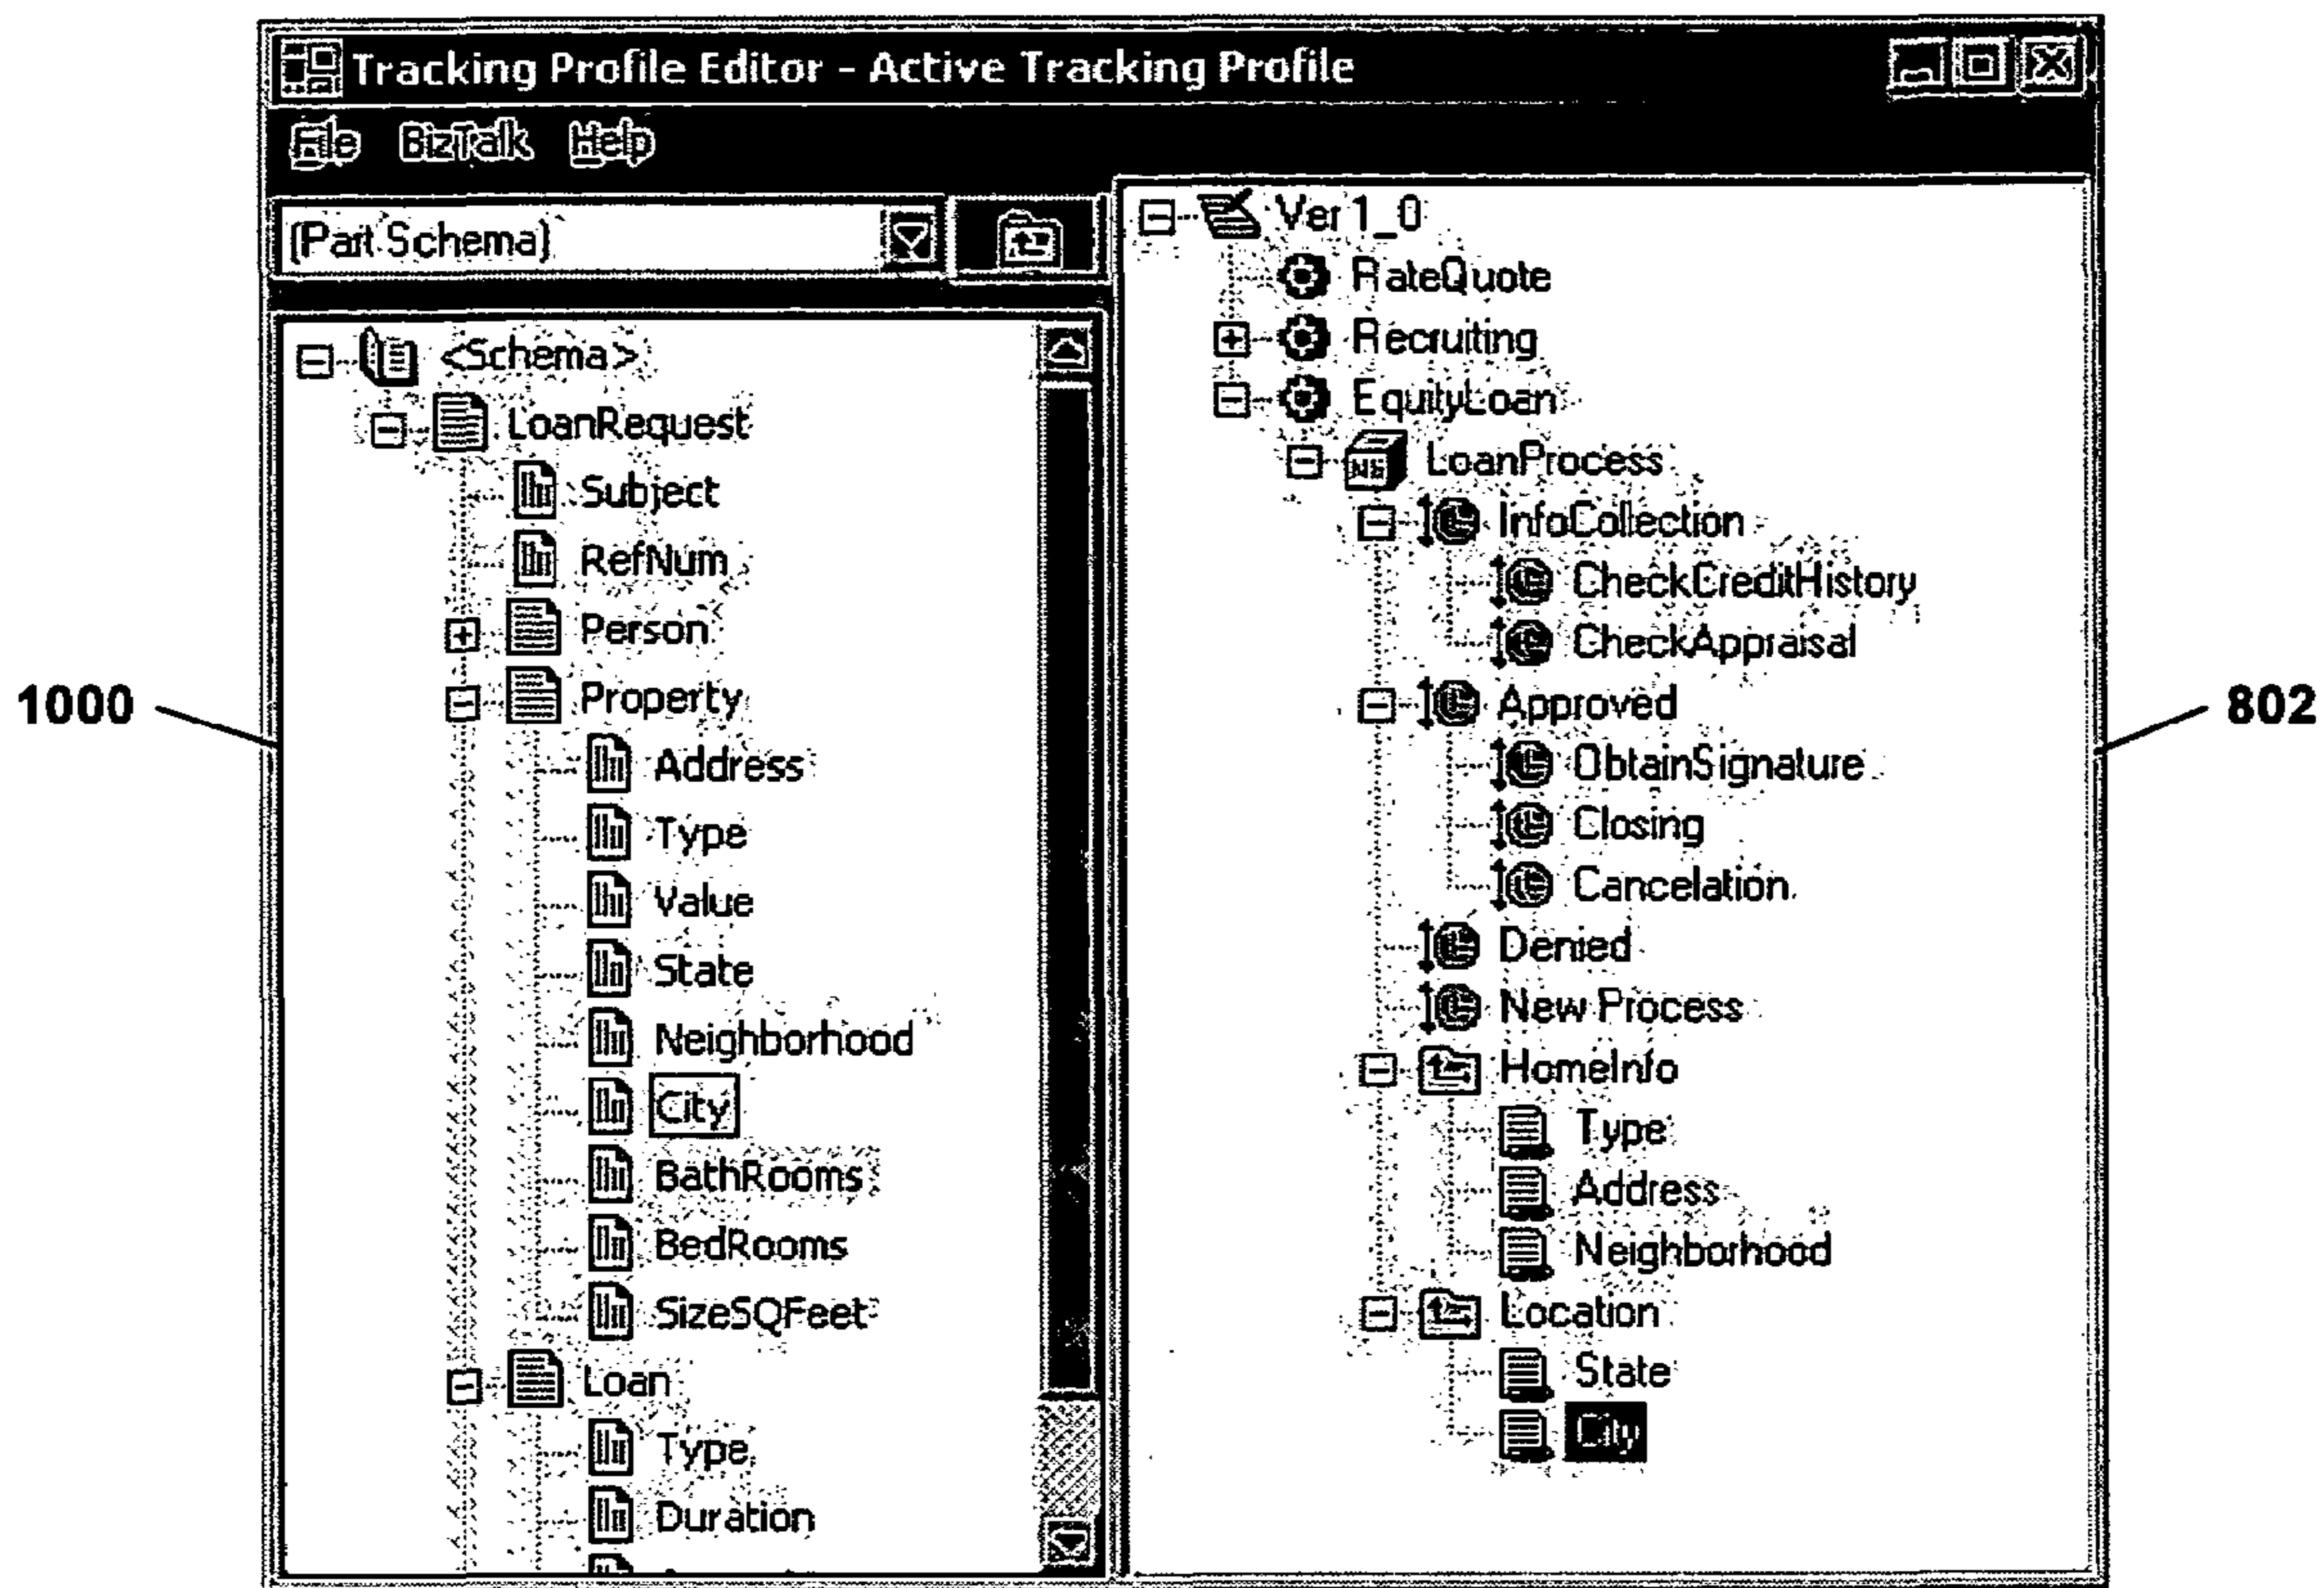 Tracking Profile Editor - Active Tracking Profile
File BizTalk Help
(Part Schema)
<Schema>
LoanRequest
Subject
RefNum
Person
Property
Address
Type
Value
State
Neighborhood
City
BathRooms
BedRooms
SizeSQFeet
Loan
Type
Duration
1000
Ver 1_0
RateQuote
Recruiting
EquityLoan
LoanProcess
InfoCollection
CheckCreditHistory
CheckAppraisal
Approved
ObtainSignature
Closing
Cancelation
Denied
New Process
HomeInfo
Type
Address
Neighborhood
Location
State
City
802